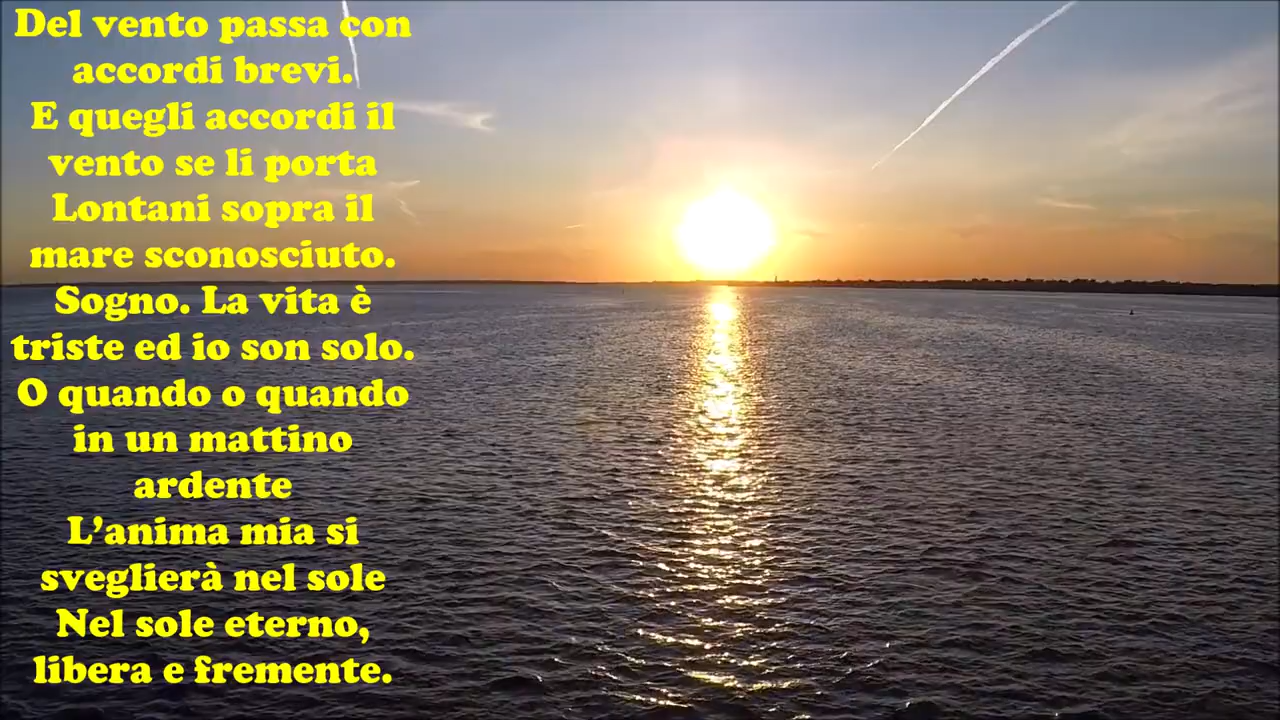 Del vento passa con
accordi brevi.
E quegli accordi il
vento se li porta
Lontani sopra il
mare sconosciuto.
Sogno. La vita è
triste ed io son solo.
O quando o quando
in un mattino
ardente
L’anima mia si
sveglierà nel sole
Nel sole eterno,
libera e fremente.